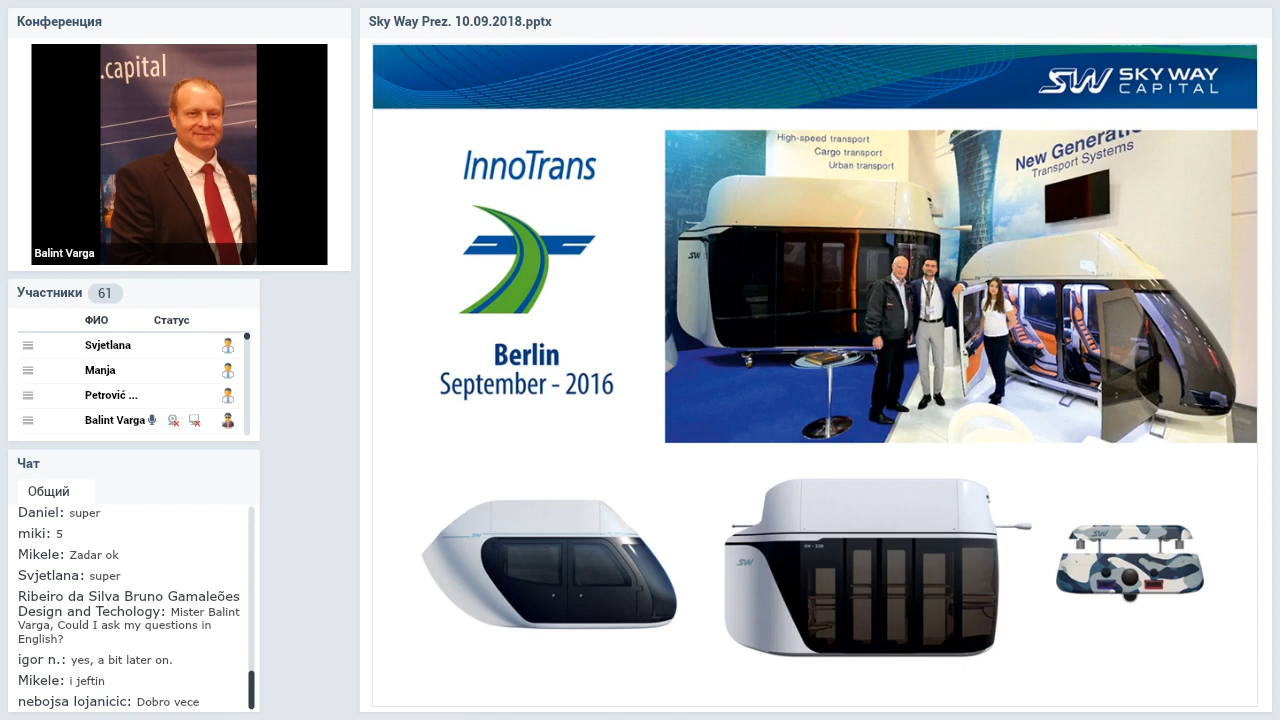 Конференция
.capital
Balint Varga
Участники 61
ФИО Статус
Svjetlana
Manja
Petrović ...
Balint Varga
Чат
Общий
Daniel: super
miki: 5
Mikele: Zadar ok
Svjetlana: super
Ribeiro da Silva Bruno Gamaleões
Design and Techology: Mister Balint
Varga, Could I ask my questions in
English?
igor n.: yes, a bit later on.
Mikele: i jeftin
nebojsa lojanicic: Dobro vece
Sky Way Prez. 10.09.2018.pptx
SW SKY WAY
CAPITAL
InnoTrans
Berlin
September - 2016
High-speed transport
Cargo transport
Urban transport
New Generation
Transport Systems
SW
SW
SW
SW